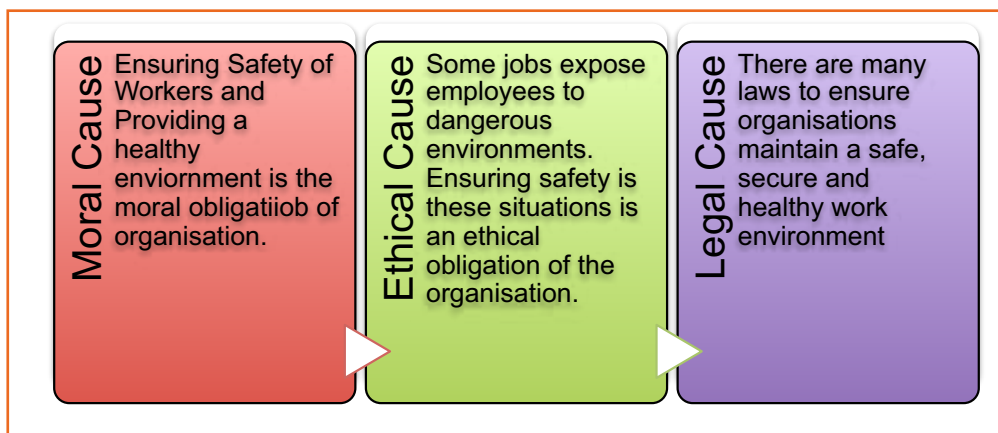 Moral Cause
Ensuring Safety of
Workers and
Providing a
healthy
enviornment is the
moral obligatiiob of
organisation.
Ethical Cause
Some jobs expose
employees to
dangerous
environments.
Ensuring safety is
these situations is
an ethical
obligation of the
organisation.
Legal Cause
There are many
laws to ensure
organisations
maintain a safe,
secure and
healthy work
environment